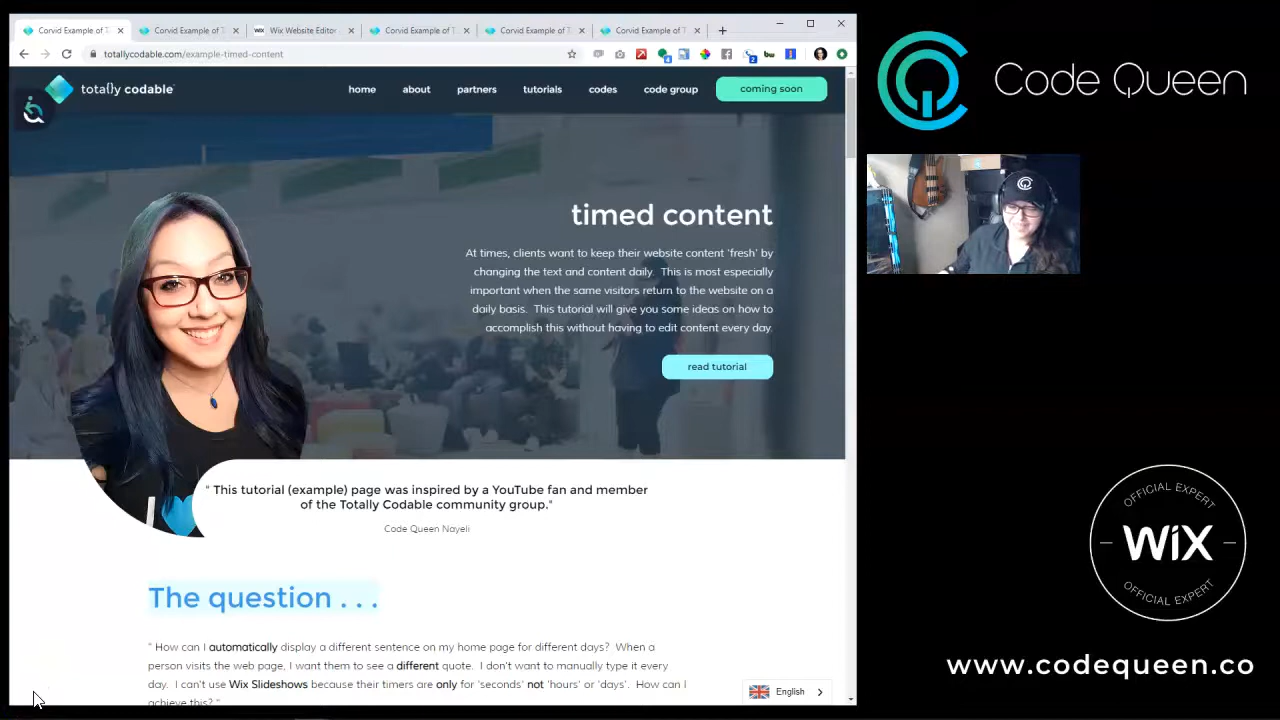 Corvid Example of T
Corvid Example of T
Wix Website Editor
Corvid Example of T
Corvid Example of T
Corvid Example of T
totallycodable.com/example-timed-content
totally codable
home
about
partners
tutorials
codes
code group
coming soon
timed content
At times, clients want to keep their website content 'fresh' by
changing the text and content daily. This is most especially
important when the same visitors return to the website on a
daily basis. This tutorial will give you some ideas on how to
accomplish this without having to edit content every day.
read tutorial
" This tutorial (example) page was inspired by a YouTube fan and member
of the Totally Codable community group."
Code Queen Nayeli
The question . . .
" How can I automatically display a different sentence on my home page for different days? When a
person visits the web page, I want them to see a different quote. I don't want to manually type it every
day. I can't use Wix Slideshows because their timers are only for 'seconds' not 'hours' or 'days'. How can I
achieve this? "
English
Code Queen
OFFICIAL EXPERT
WiX
OFFICIAL EXPERT
www.codequeen.co